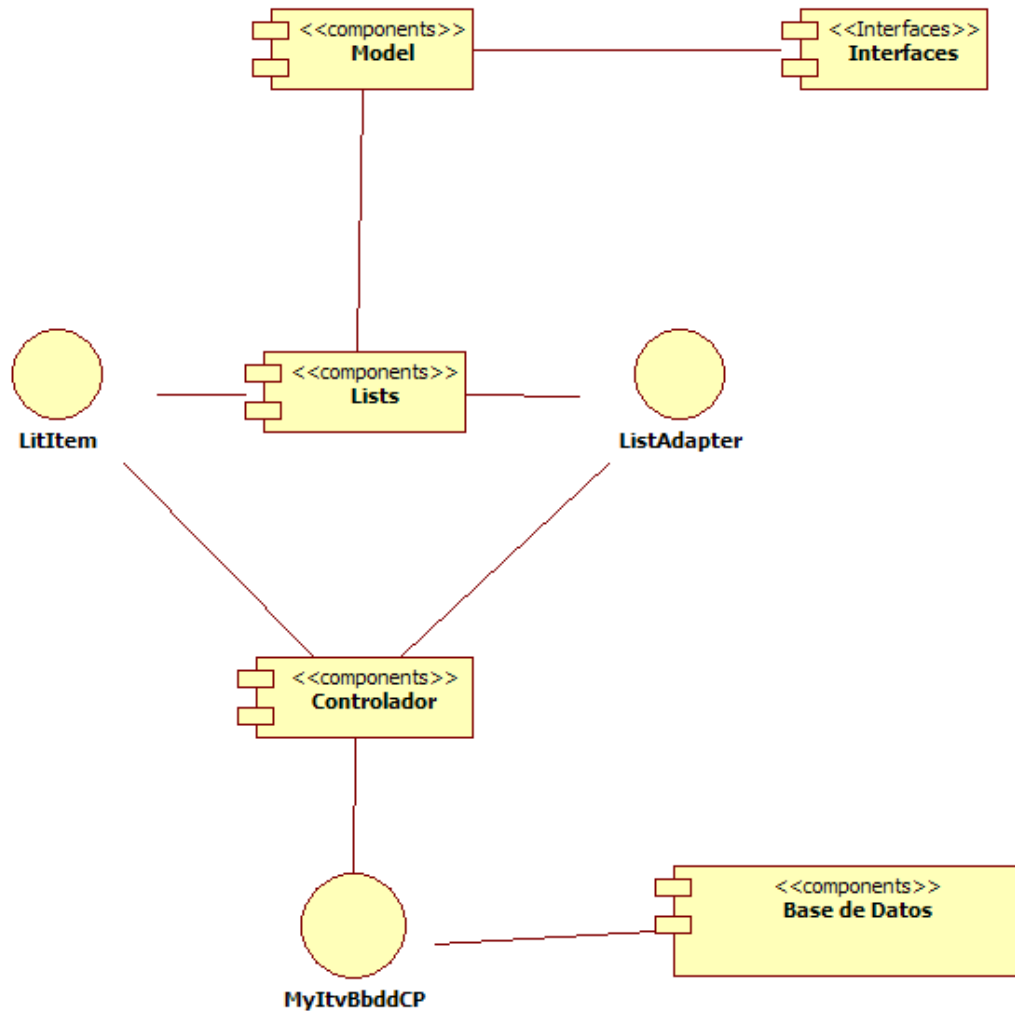 <<components>>
Model
<<Interfaces>>
Interfaces
<<components>>
Lists
LitItem
ListAdapter
<<components>>
Controlador
<<components>>
Base de Datos
MyItvBbddCP